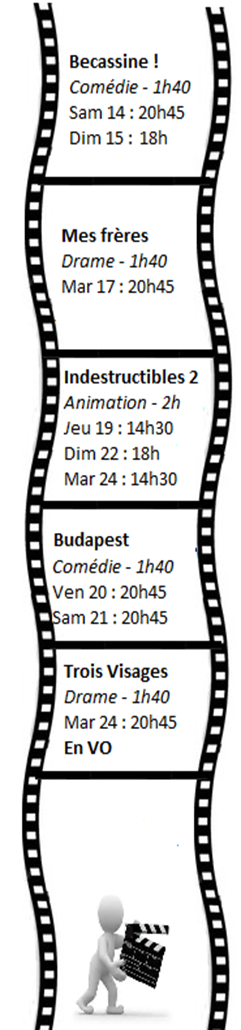 Becassine !
Comédie - 1h40
Sam 14 : 20h45
Dim 15 : 18h
Mes frères
Drame - 1h40
Mar 17 : 20h45
Indestructibles 2
Animation - 2h
Jeu 19 : 14h30
Dim 22 : 18h
Mar 24 : 14h30
Budapest
Comédie - 1h40
Ven 20 : 20h45
Sam 21 : 20h45
Trois Visages
Drame - 1h40
Mar 24 : 20h45
En VO